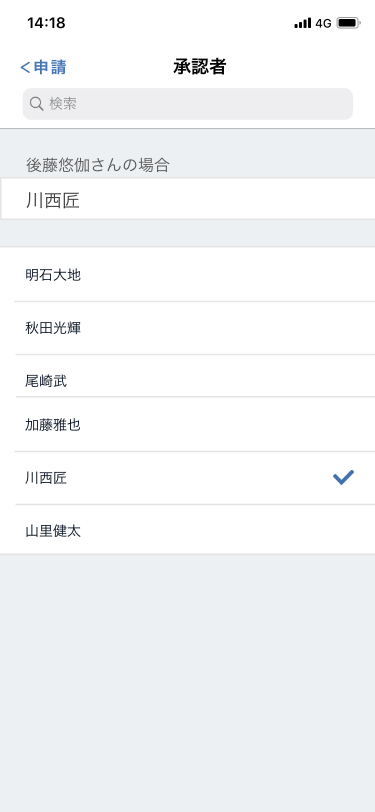 14:18 4G
申請 承認者
検索
後藤悠伽さんの場合
川西匠
明石大地
秋田光輝
尾崎武
加藤雅也
川西匠
山里健太